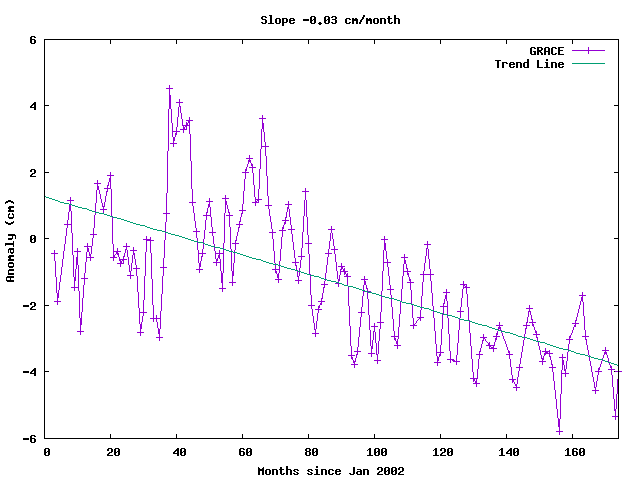 Slope -0.03 cm/month
GRACE
Trend Line
6
4
2
0
-2
-4
-6
Anomaly (cm)
0 20 40 60 80 100 120 140 160
Months since Jan 2002